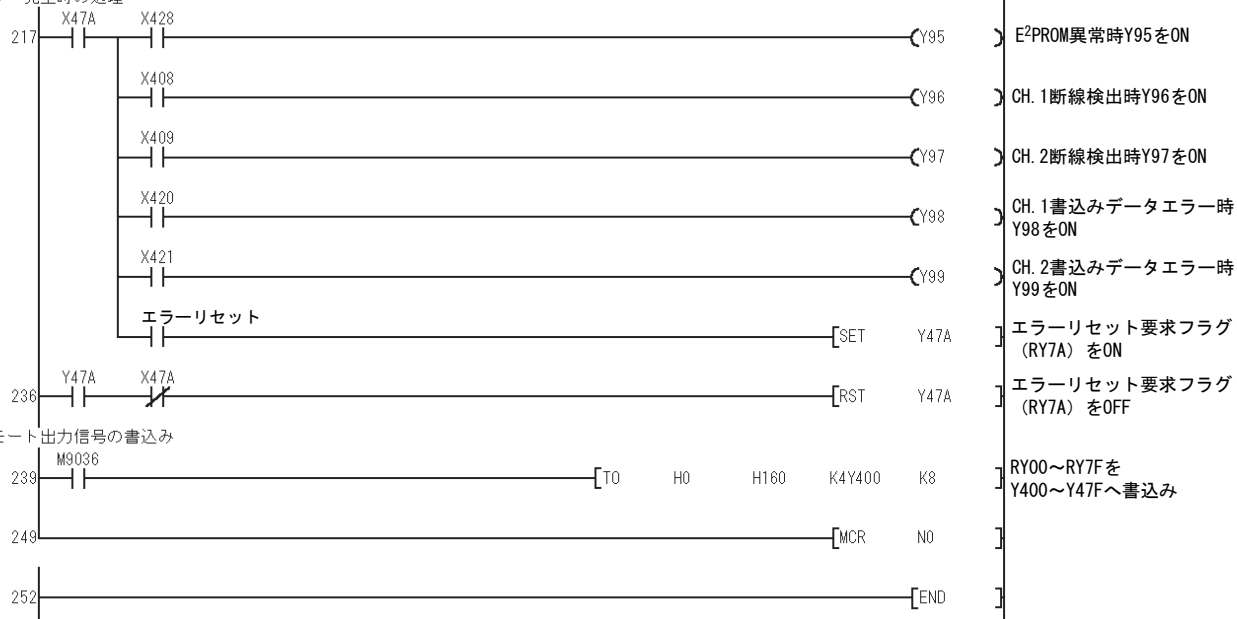 発生時の処理
217 X47A X428 Y95 E²PROM異常時Y95をON
X408 Y96 CH.1断線検出時Y96をON
X409 Y97 CH.2断線検出時Y97をON
X420 Y98 CH.1書込みデータエラー時
Y98をON
X421 Y99 CH.2書込みデータエラー時
Y99をON
エラーリセット SET Y47A エラーリセット要求フラグ
（RY7A）をON
236 Y47A X47A RST Y47A エラーリセット要求フラグ
（RY7A）をOFF
モート出力信号の書込み
239 M9036 TO H0 H160 K4Y400 K8 RY00～RY7Fを
Y400～Y47Fへ書込み
249 MCR N0
252 END